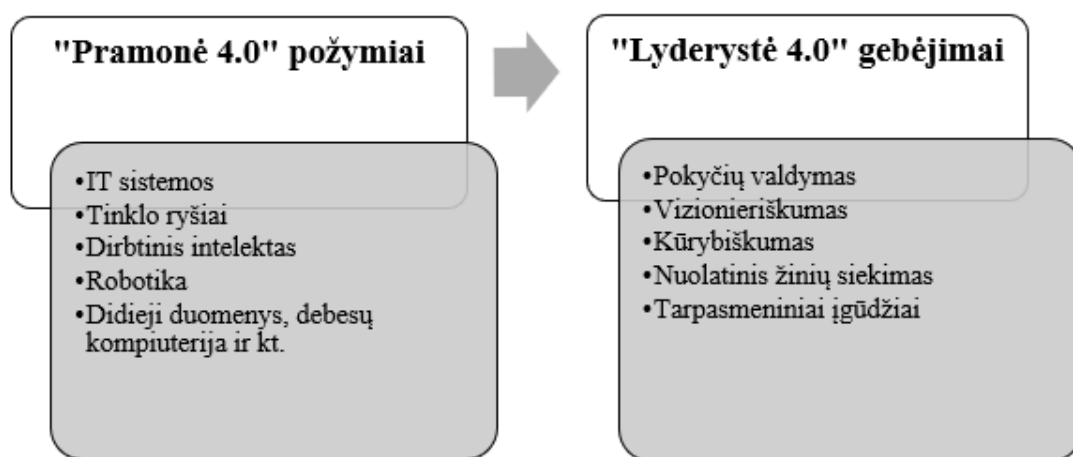 "Pramonė 4.0" požymiai
•IT sistemos
•Tinklo ryšiai
•Dirbtinis intelektas
•Robotika
•Didieji duomenys, debesų
kompiuterija ir kt.
"Lyderystė 4.0" gebėjimai
•Pokyčių valdymas
•Vizionieriškumas
•Kūrybiškumas
•Nuolatinis žinių siekimas
•Tarpasmeniniai įgūdžiai